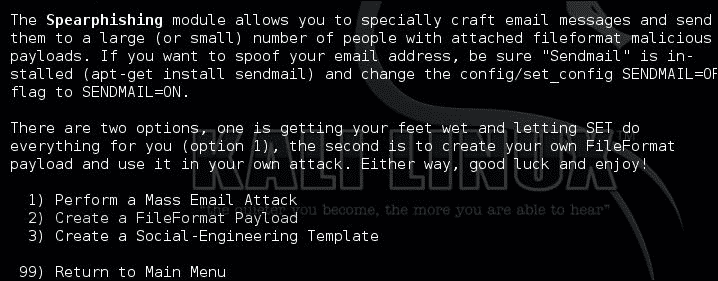 The Spearphishing module allows you to specially craft email messages and send
them to a large (or small) number of people with attached fileformat malicious
payloads. If you want to spoof your email address, be sure "Sendmail" is in-
stalled (apt-get install sendmail) and change the config/set_config SENDMAIL=OF
flag to SENDMAIL=ON.
There are two options, one is getting your feet wet and letting SET do
everything for you (option 1), the second is to create your own FileFormat
payload and use it in your own attack. Either way, good luck and enjoy!
KALI LINUX
1) Perform a Mass Email Attack
2) Create a FileFormat Payload
"the quieter you become, the more you are able to hear"
3) Create a Social-Engineering Template
99) Return to Main Menu